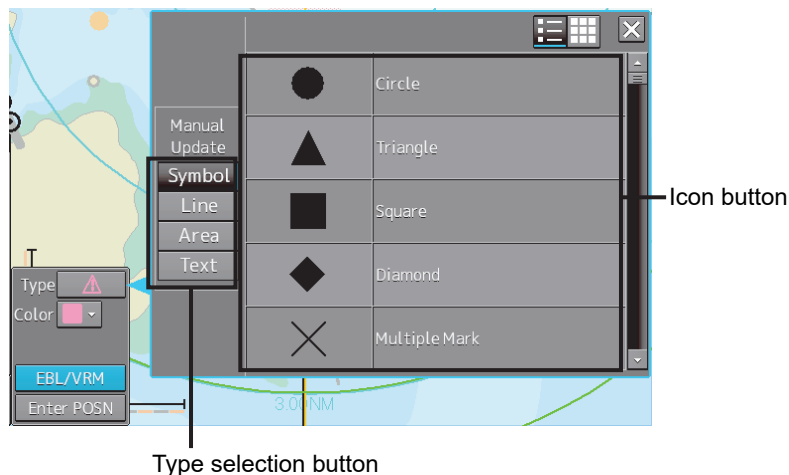 Circle
Manual
Update
Triangle
Symbol
Line
Square
Icon button
Area
Text
Diamond
Type
Color
Multiple Mark
EBL/VRM
Enter POSN
3.00NM
Type selection button